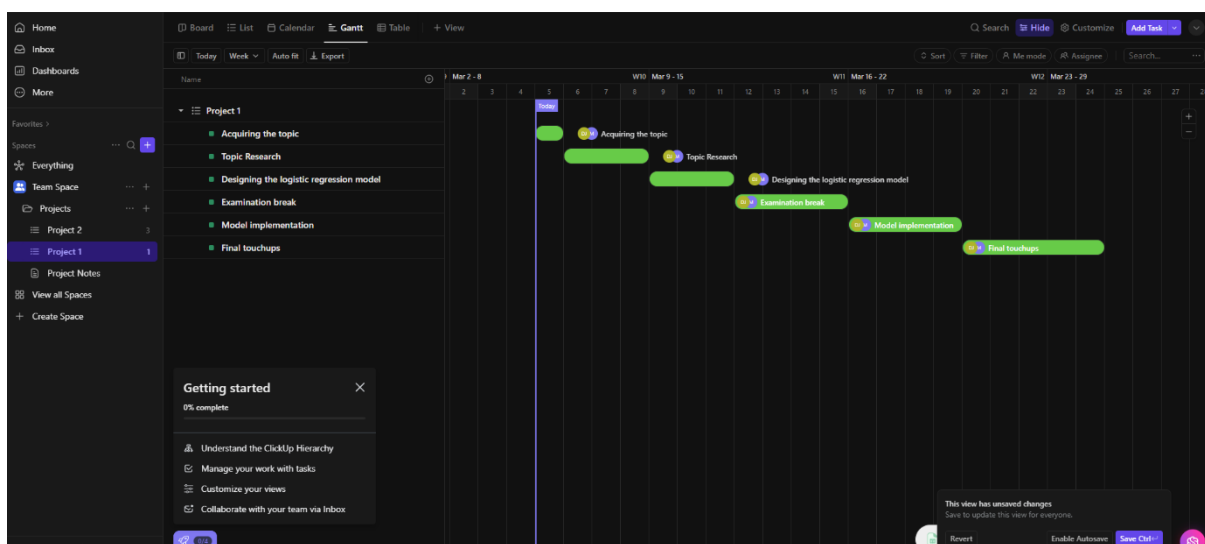 Home
Inbox
Dashboards
More
Favorites >
Spaces
Everything
Team Space
Projects
Project 2 3
Project 1 1
Project Notes
View all Spaces
Create Space
Board List Calendar Gantt Table + View
Search Hide Customize Add Task
Today Week Auto fit Export
Sort Filter Me mode Assignee Search...
Name
Mar 2 - 8 W10 Mar 9 - 15 W11 Mar 16 - 22 W12 Mar 23 - 29
2 3 4 5 6 7 8 9 10 11 12 13 14 15 16 17 18 19 20 21 22 23 24 25 26 27
Today
Project 1
Acquiring the topic
Topic Research
Designing the logistic regression model
Examination break
Model implementation
Final touchups
Acquiring the topic
Topic Research
Designing the logistic regression model
Examination break
Model implementation
Final touchups
Getting started
0% complete
Understand the ClickUp Hierarchy
Manage your work with tasks
Customize your views
Collaborate with your team via Inbox
0/4
This view has unsaved changes
Save to update this view for everyone.
Revert Enable Autosave Save Ctrl